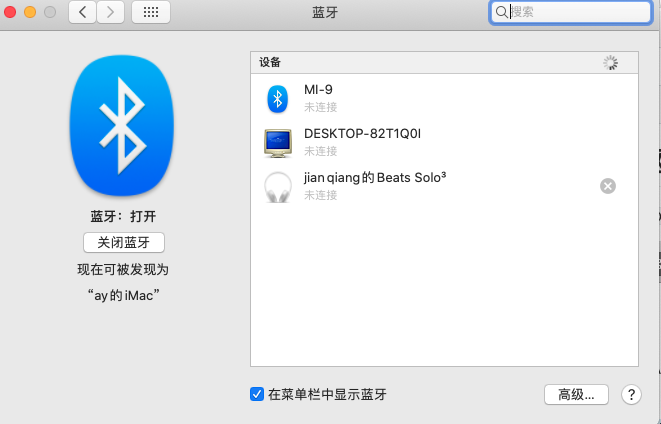 蓝牙
搜索
设备
MI-9
未连接
DESKTOP-82T1Q0I
未连接
jian qiang的Beats Solo³
未连接
蓝牙：打开
关闭蓝牙
现在可被发现为
“ay的iMac”
在菜单栏中显示蓝牙
高级...
?